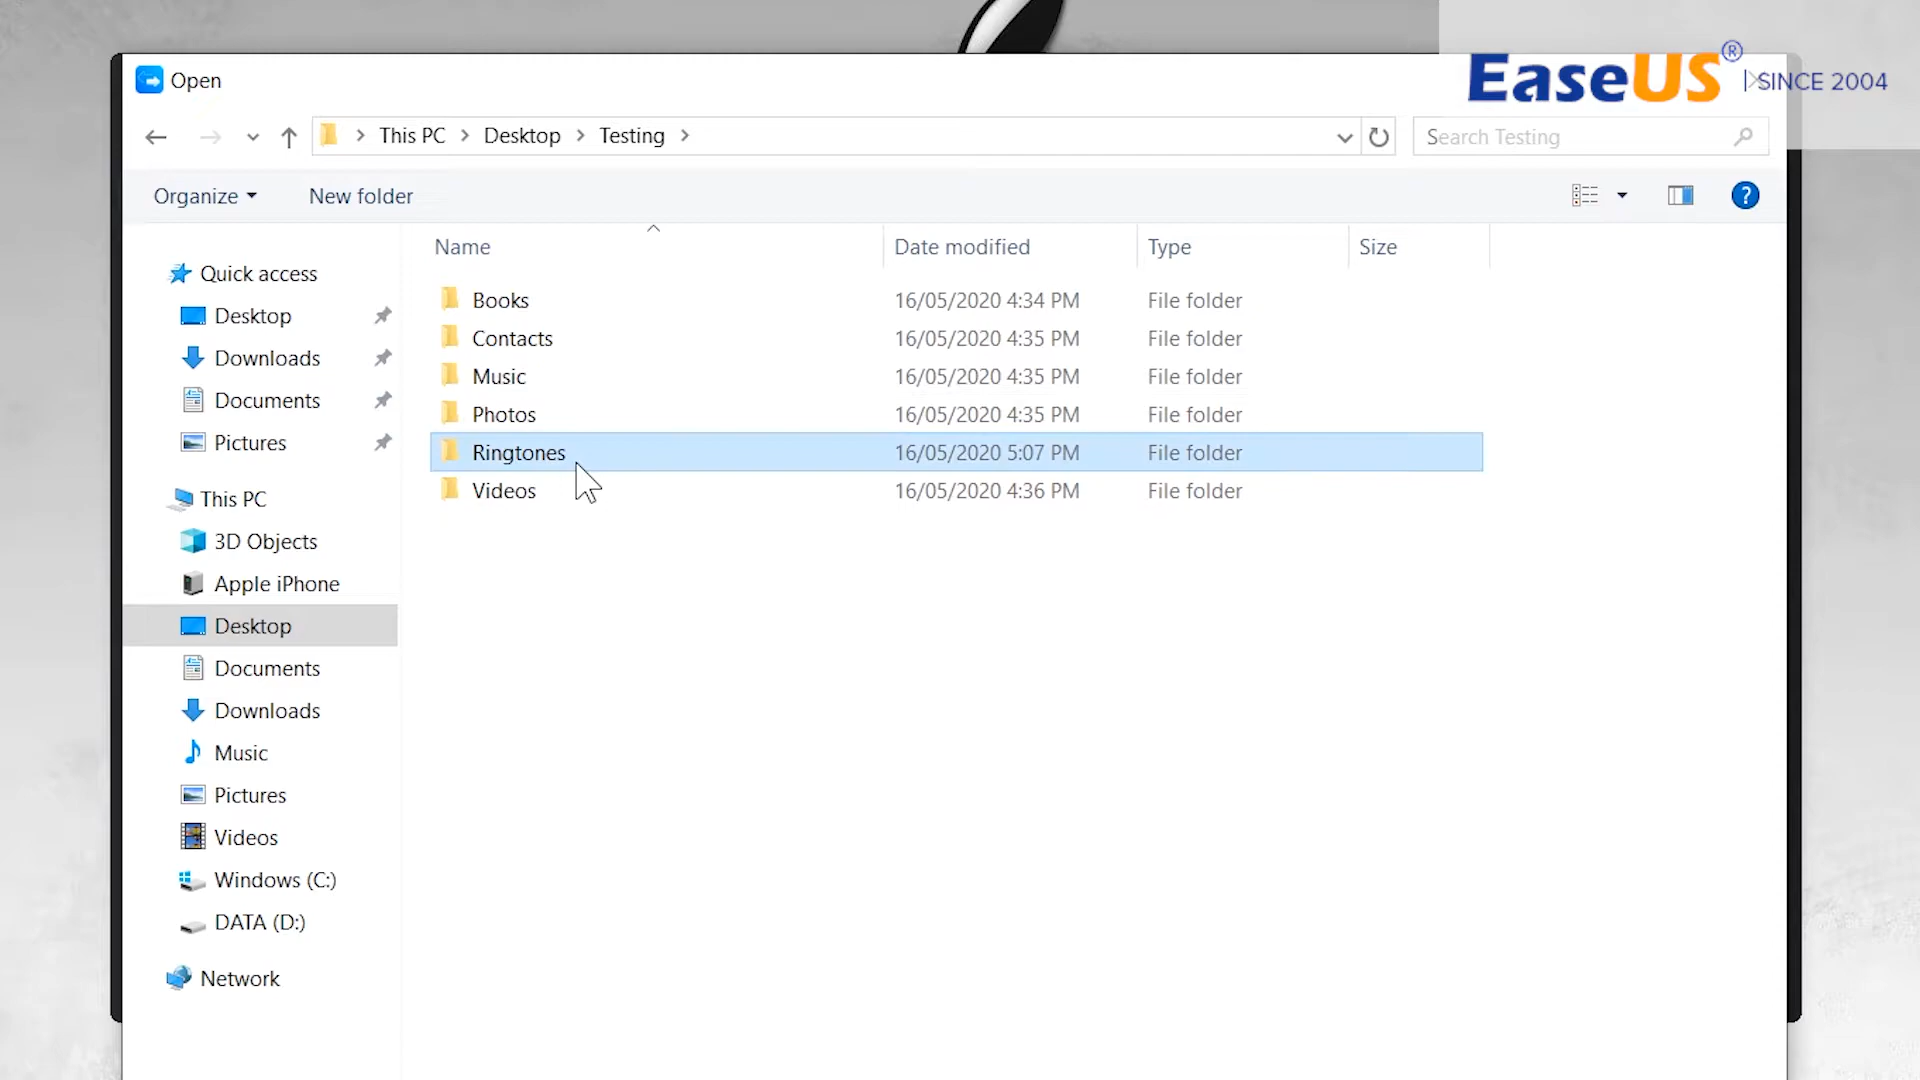 Open
EaseUS® | SINCE 2004
This PC > Desktop > Testing >
Search Testing
Organize
New folder
Name Date modified Type Size
Quick access
Desktop
Downloads
Documents
Pictures
This PC
3D Objects
Apple iPhone
Desktop
Documents
Downloads
Music
Pictures
Videos
Windows (C:)
DATA (D:)
Network
Books 16/05/2020 4:34 PM File folder
Contacts 16/05/2020 4:35 PM File folder
Music 16/05/2020 4:35 PM File folder
Photos 16/05/2020 4:35 PM File folder
Ringtones 16/05/2020 5:07 PM File folder
Videos 16/05/2020 4:36 PM File folder